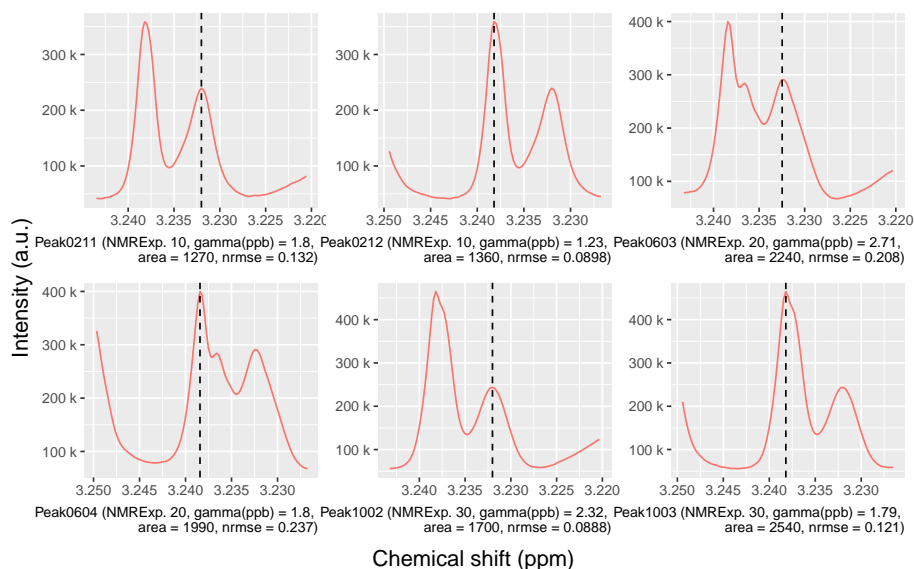 300 k
200 k
100 k
3.240 3.235 3.230 3.220
Peak0211 (NMRExp. 10, gamma(ppb) = 1.8,
area = 1270, nrmse = 0.132)
300 k
200 k
100 k
3.250 3.245 3.240 3.235 3.230
Peak0212 (NMRExp. 10, gamma(ppb) = 1.23,
area = 1360, nrmse = 0.0898)
400 k
300 k
200 k
100 k
3.240 3.235 3.230 3.225 3.220
Peak0603 (NMRExp. 20, gamma(ppb) = 2.71,
area = 2240, nrmse = 0.208)
Intensity (a.u.)
400 k
300 k
200 k
100 k
3.250 3.245 3.240 3.235 3.230
Peak0604 (NMRExp. 20, gamma(ppb) = 1.8,
area = 1990, nrmse = 0.237)
400 k
300 k
200 k
100 k
3.240 3.235 3.230 3.225 3.220
Peak1002 (NMRExp. 30, gamma(ppb) = 2.32,
area = 1700, nrmse = 0.0888)
400 k
300 k
200 k
100 k
3.250 3.245 3.240 3.235 3.230
Peak1003 (NMRExp. 30, gamma(ppb) = 1.79,
area = 2540, nrmse = 0.121)
Chemical shift (ppm)